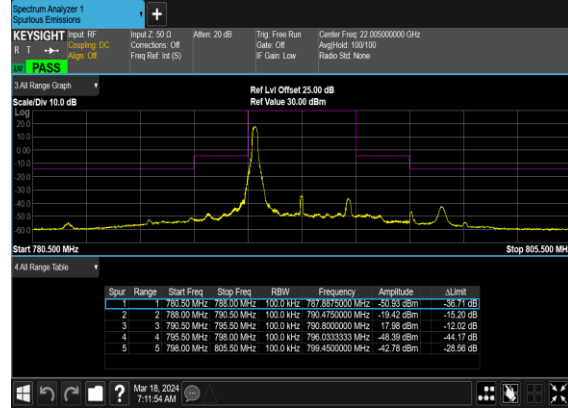 Spectrum Analyzer 1
Spurious Emissions
+
KEYSIGHT Input: RF Input Z: 50 Ω Atten: 20 dB Trig: Free Run Center Freq: 22.005000000 GHz
R T Coupling: DC Corrections: Off Gate: Off Avg|Hold: 100/100
Align: Off Freq Ref: Int (S) IF Gain: Low Radio Std: None
PASS
3 All Range Graph
Ref Lvl Offset 25.00 dB
Scale/Div 10.0 dB Ref Value 30.00 dBm
Log
20.0
10.0
0.00
-10.0
-20.0
-30.0
-40.0
-50.0
-60.0
Start 780.500 MHz Stop 805.500 MHz
4 All Range Table
Spur Range Start Freq Stop Freq RBW Frequency Amplitude ΔLimit
1 1 780.50 MHz 788.00 MHz 100.0 kHz 787.8875000 MHz -50.93 dBm -36.71 dB
2 2 788.00 MHz 790.50 MHz 100.0 kHz 790.4750000 MHz -19.42 dBm -15.20 dB
3 3 790.50 MHz 795.50 MHz 100.0 kHz 790.8000000 MHz 17.98 dBm -12.02 dB
4 4 795.50 MHz 798.00 MHz 100.0 kHz 796.0333333 MHz -48.39 dBm -44.17 dB
5 5 798.00 MHz 805.50 MHz 100.0 kHz 799.4500000 MHz -42.78 dBm -28.56 dB
? Mar 18, 2024
7:11:54 AM